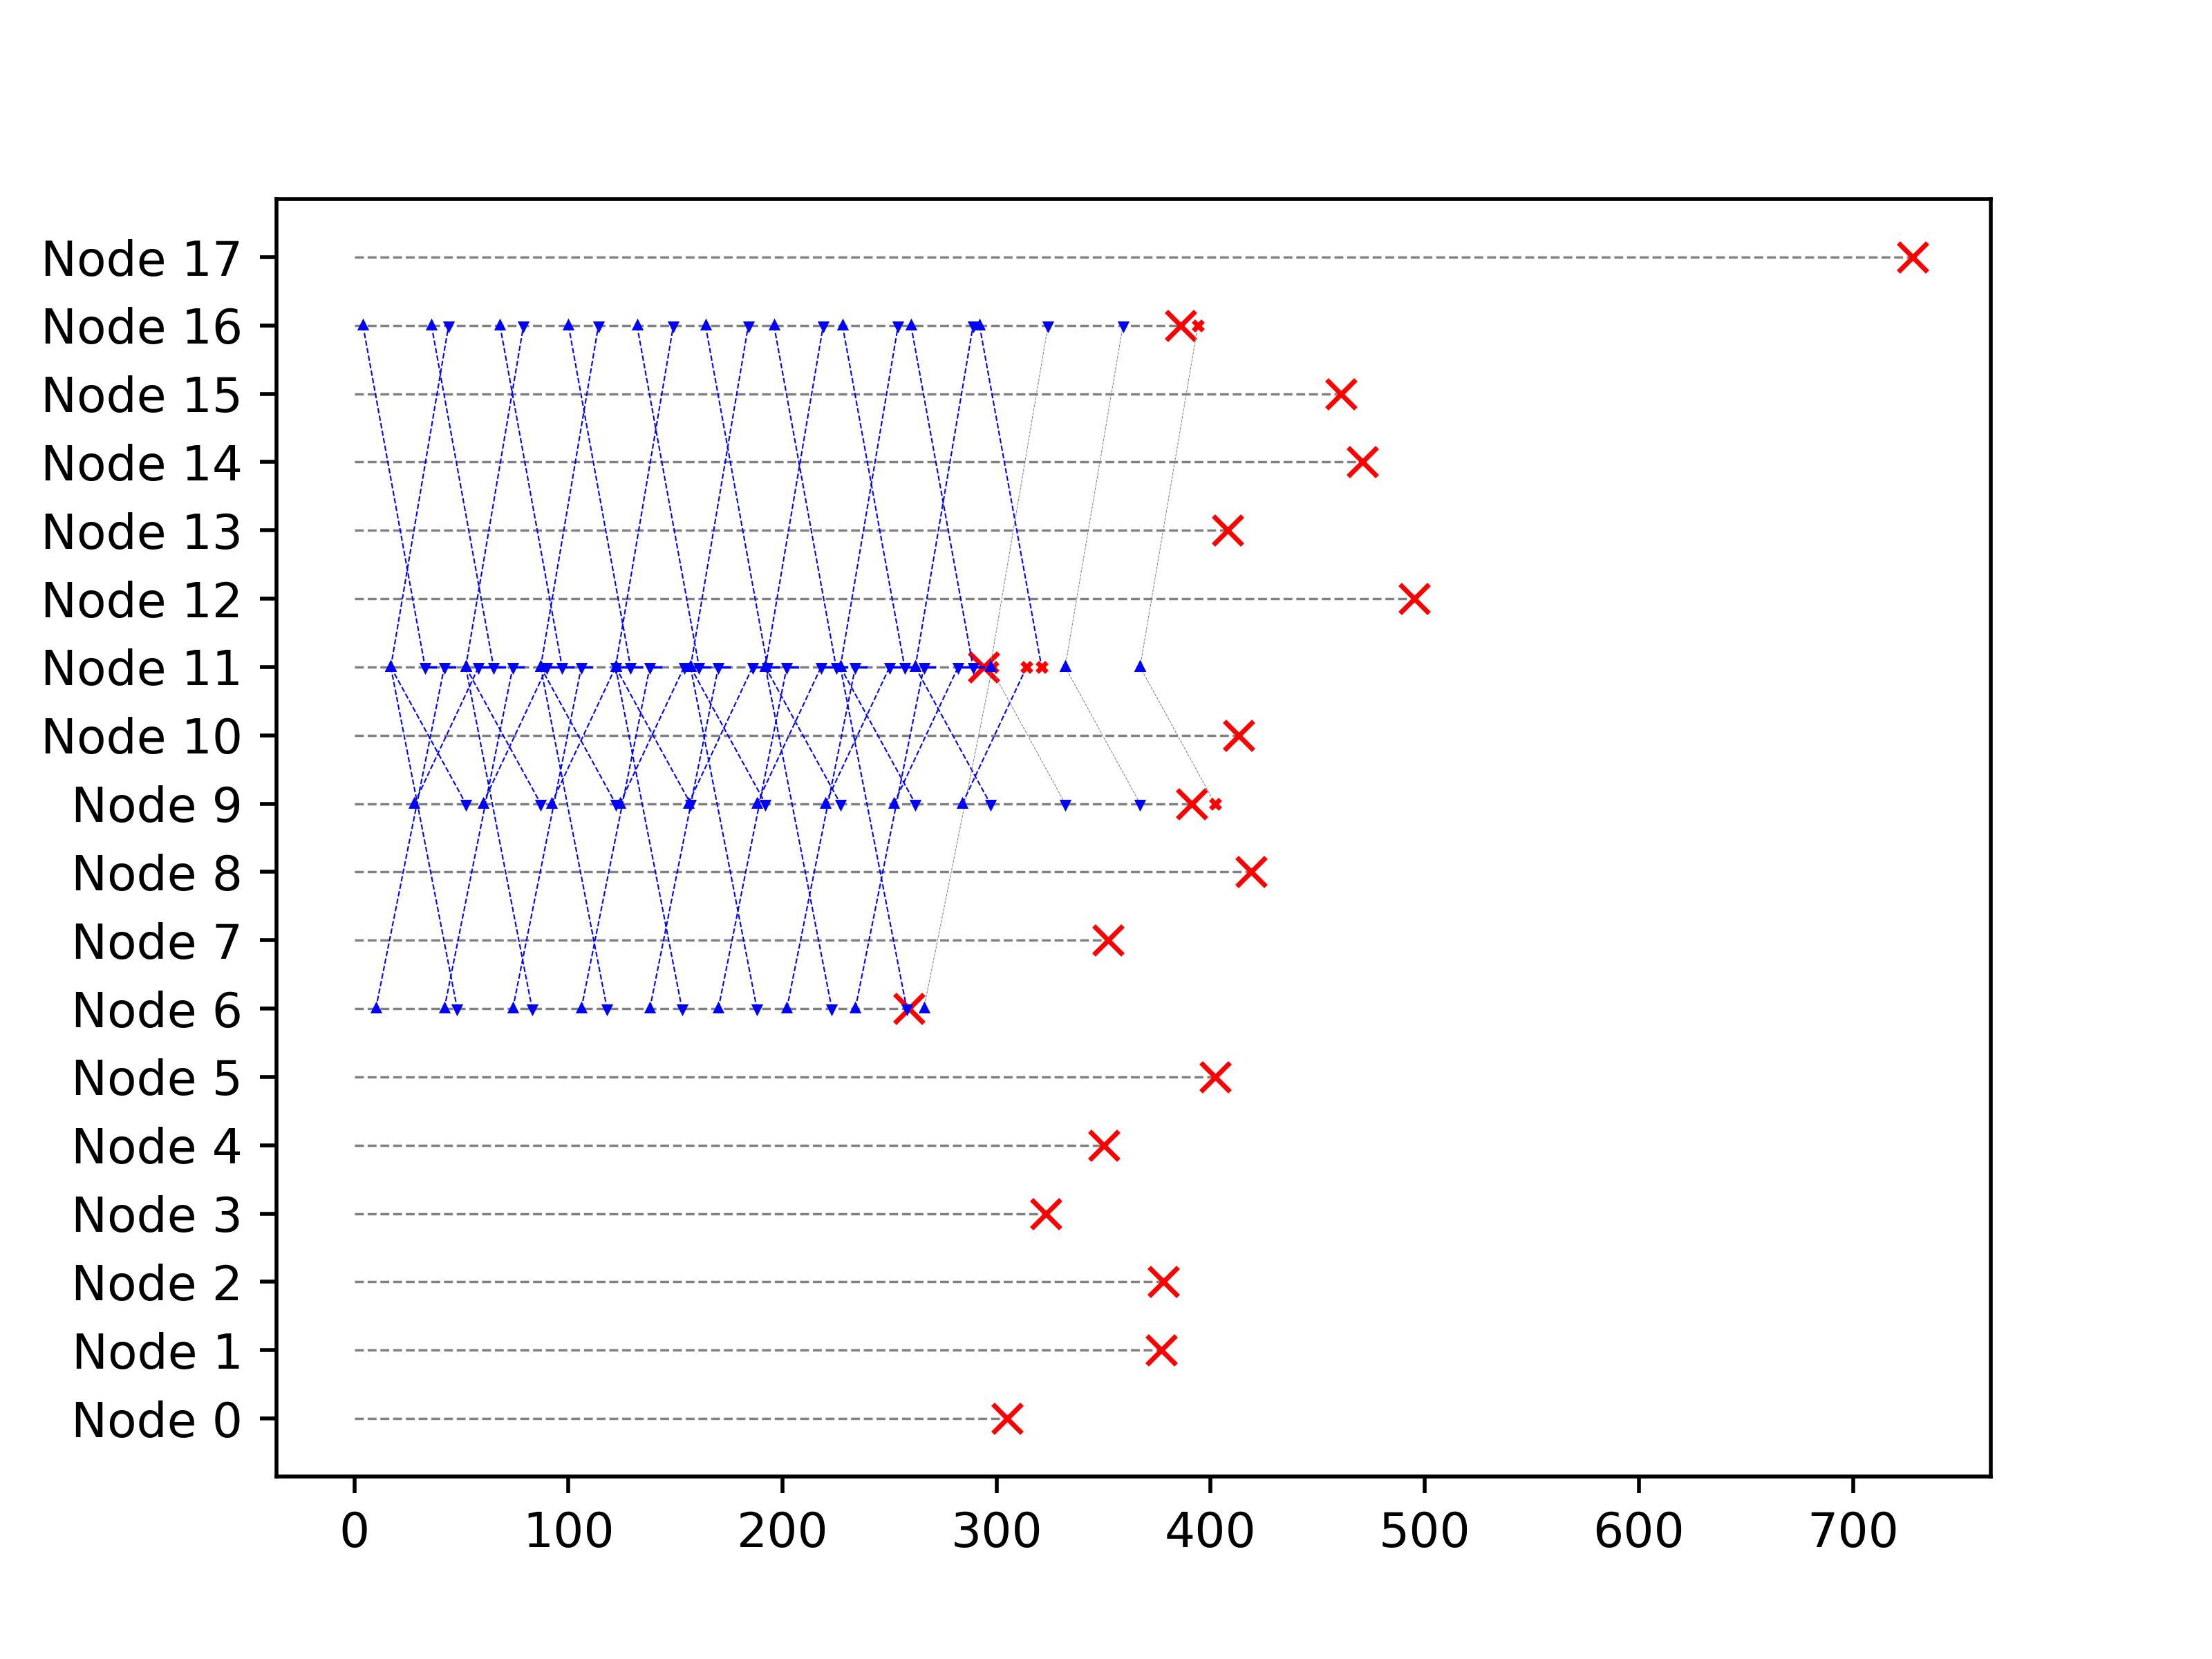 Node 17
Node 16
Node 15
Node 14
Node 13
Node 12
Node 11
Node 10
Node 9
Node 8
Node 7
Node 6
Node 5
Node 4
Node 3
Node 2
Node 1
Node 0
0 100 200 300 400 500 600 700